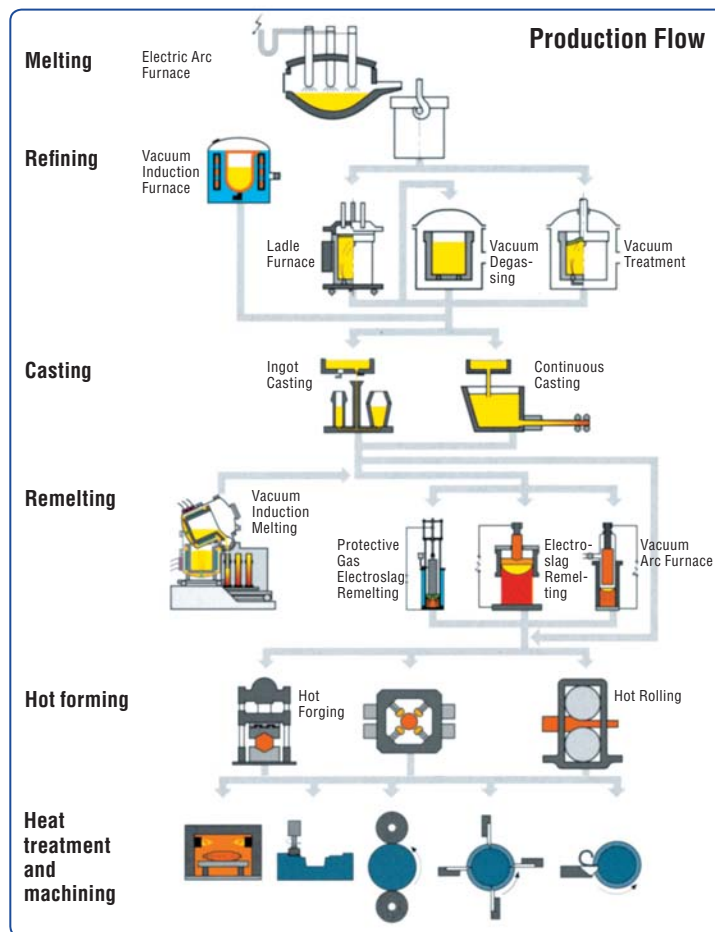 Production Flow
Melting
Electric Arc
Furnace
Refining
Vacuum
Induction
Furnace
Ladle
Furnace
Vacuum
Degas-
sing
Vacuum
Treatment
Casting
Ingot
Casting
Continuous
Casting
Remelting
Vacuum
Induction
Melting
Protective
Gas
Electroslag
Remelting
Electro-
slag
Remel-
ting
Vacuum
Arc Furnace
Hot forming
Hot
Forging
Hot Rolling
Heat
treatment
and
machining